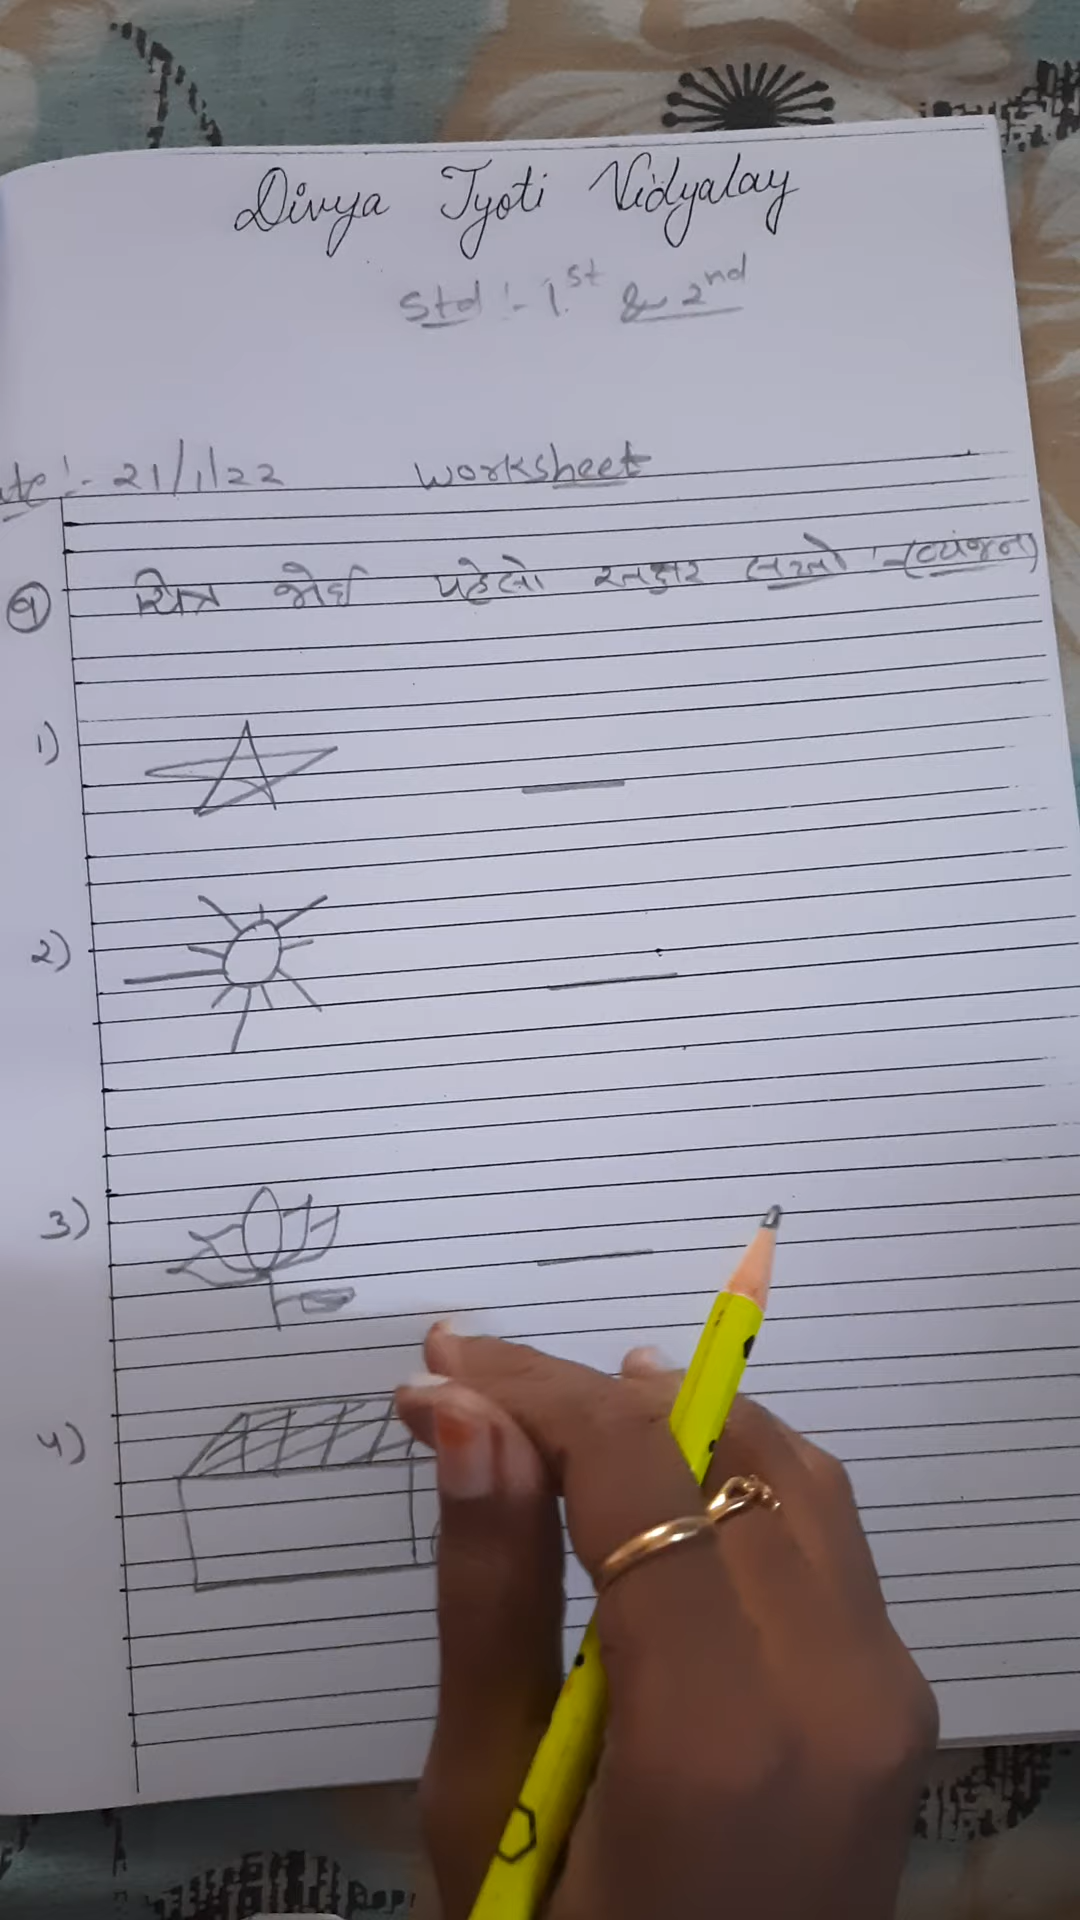 Divya Jyoti Vidyalay
Std :- 1st & 2nd
ate :- 21/1/22 Worksheet
૧ ચિત્ર જોઈ પહેલો અક્ષર લખો :- (વ્યંજન)
1)
2)
3)
4)